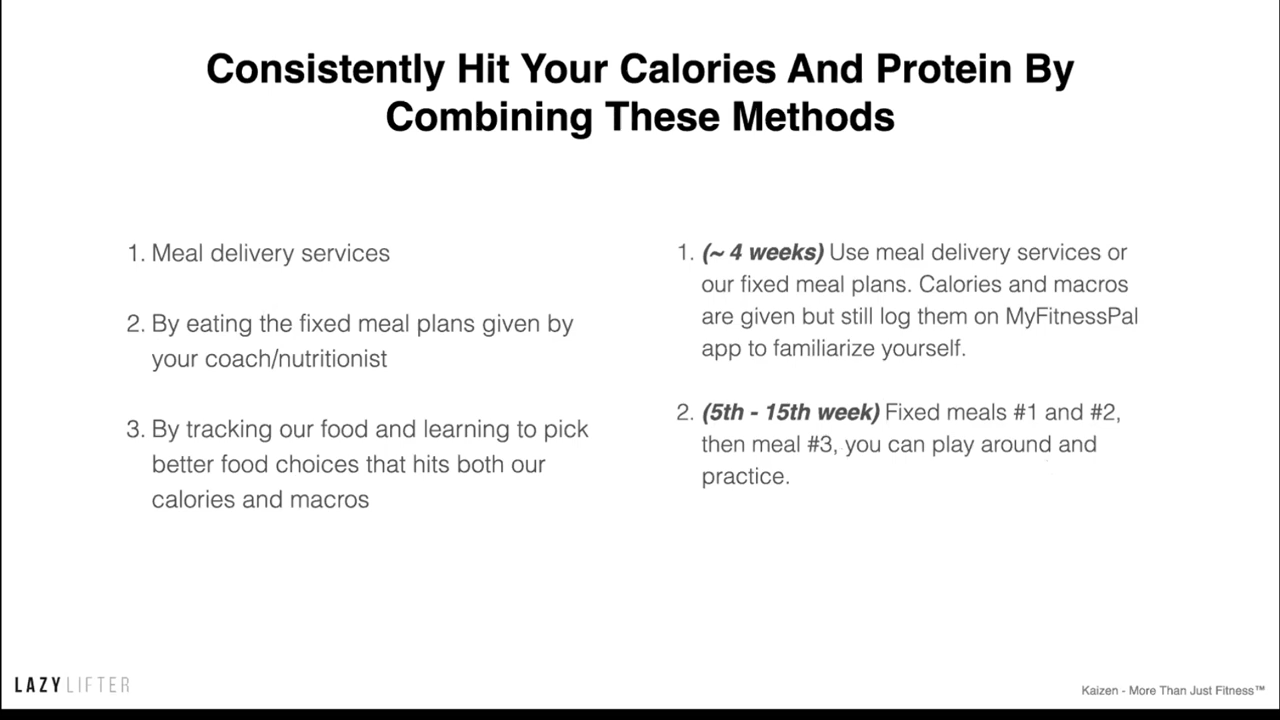 Consistently Hit Your Calories And Protein By
Combining These Methods
1. Meal delivery services
2. By eating the fixed meal plans given by
your coach/nutritionist
3. By tracking our food and learning to pick
better food choices that hits both our
calories and macros
1. (~ 4 weeks) Use meal delivery services or
our fixed meal plans. Calories and macros
are given but still log them on MyFitnessPal
app to familiarize yourself.
2. (5th - 15th week) Fixed meals #1 and #2,
then meal #3, you can play around and
practice.
LAZYLIFTER
Kaizen - More Than Just Fitness™